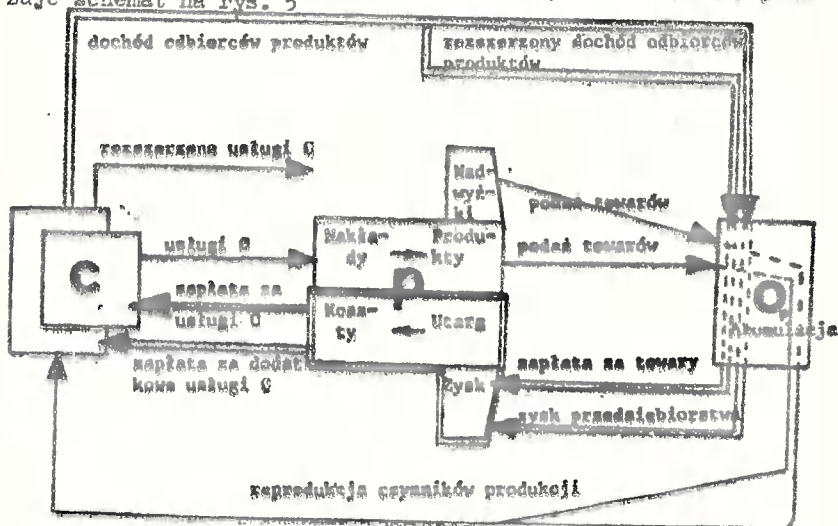 schemat na rys. 5
dochód odbiorców produktów
rozszerzony dochód odbiorców
produktów
rozszerzone usługi C
Nad-
wyż-
ki
podaż towarów
usługi C
Nakła-
dy
Produ-
kty
podaż towarów
C
P
O
zapłata za
usługi C
Kosz-
ty
Utarg
Akumulacja
zapłata za dodat
kowe usługi C
Zysk
zapłata za towary
zysk przedsiębiorstwa
reprodukcja czynników produkcji